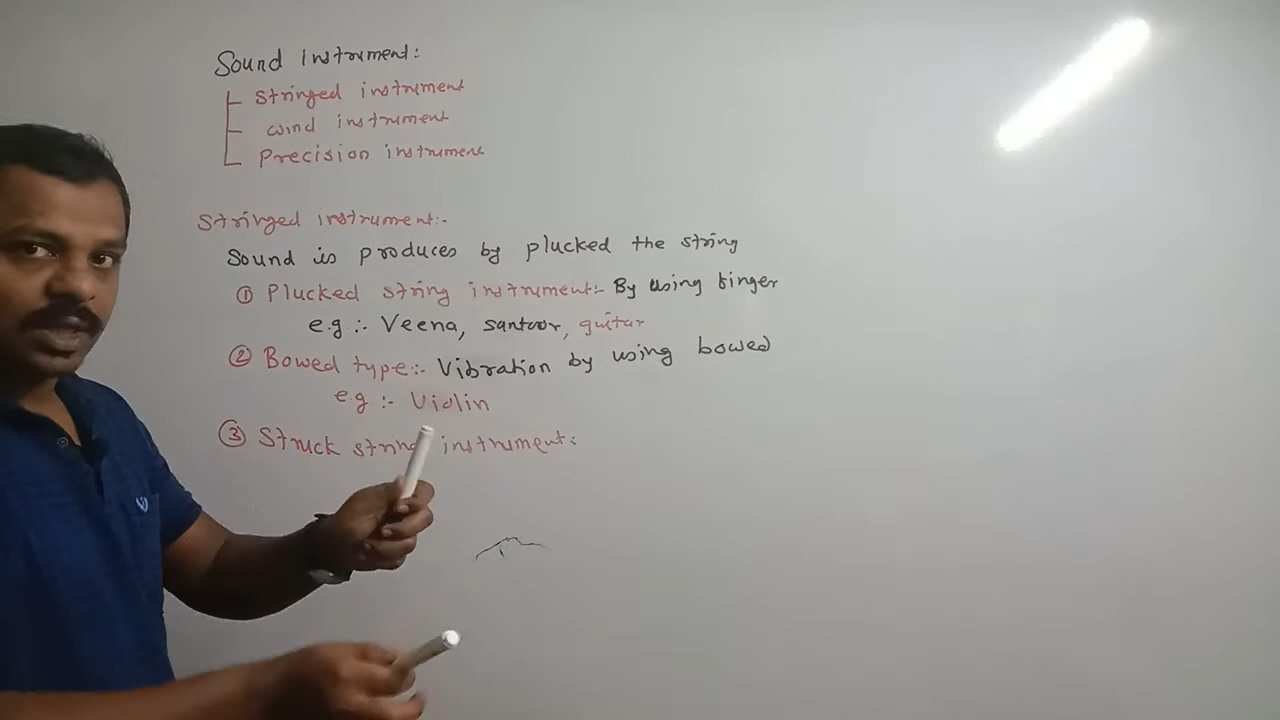 Sound instrument:
Stringed instrument
wind instrument
Precision instrument
Stringed instrument:-
Sound is produces by plucked the string
① Plucked string instrument:- By using finger
e.g:- Veena, santoor, guitar
② Bowed type:- Vibration by using bowed
e.g :- Violin
③ Struck string instrument: